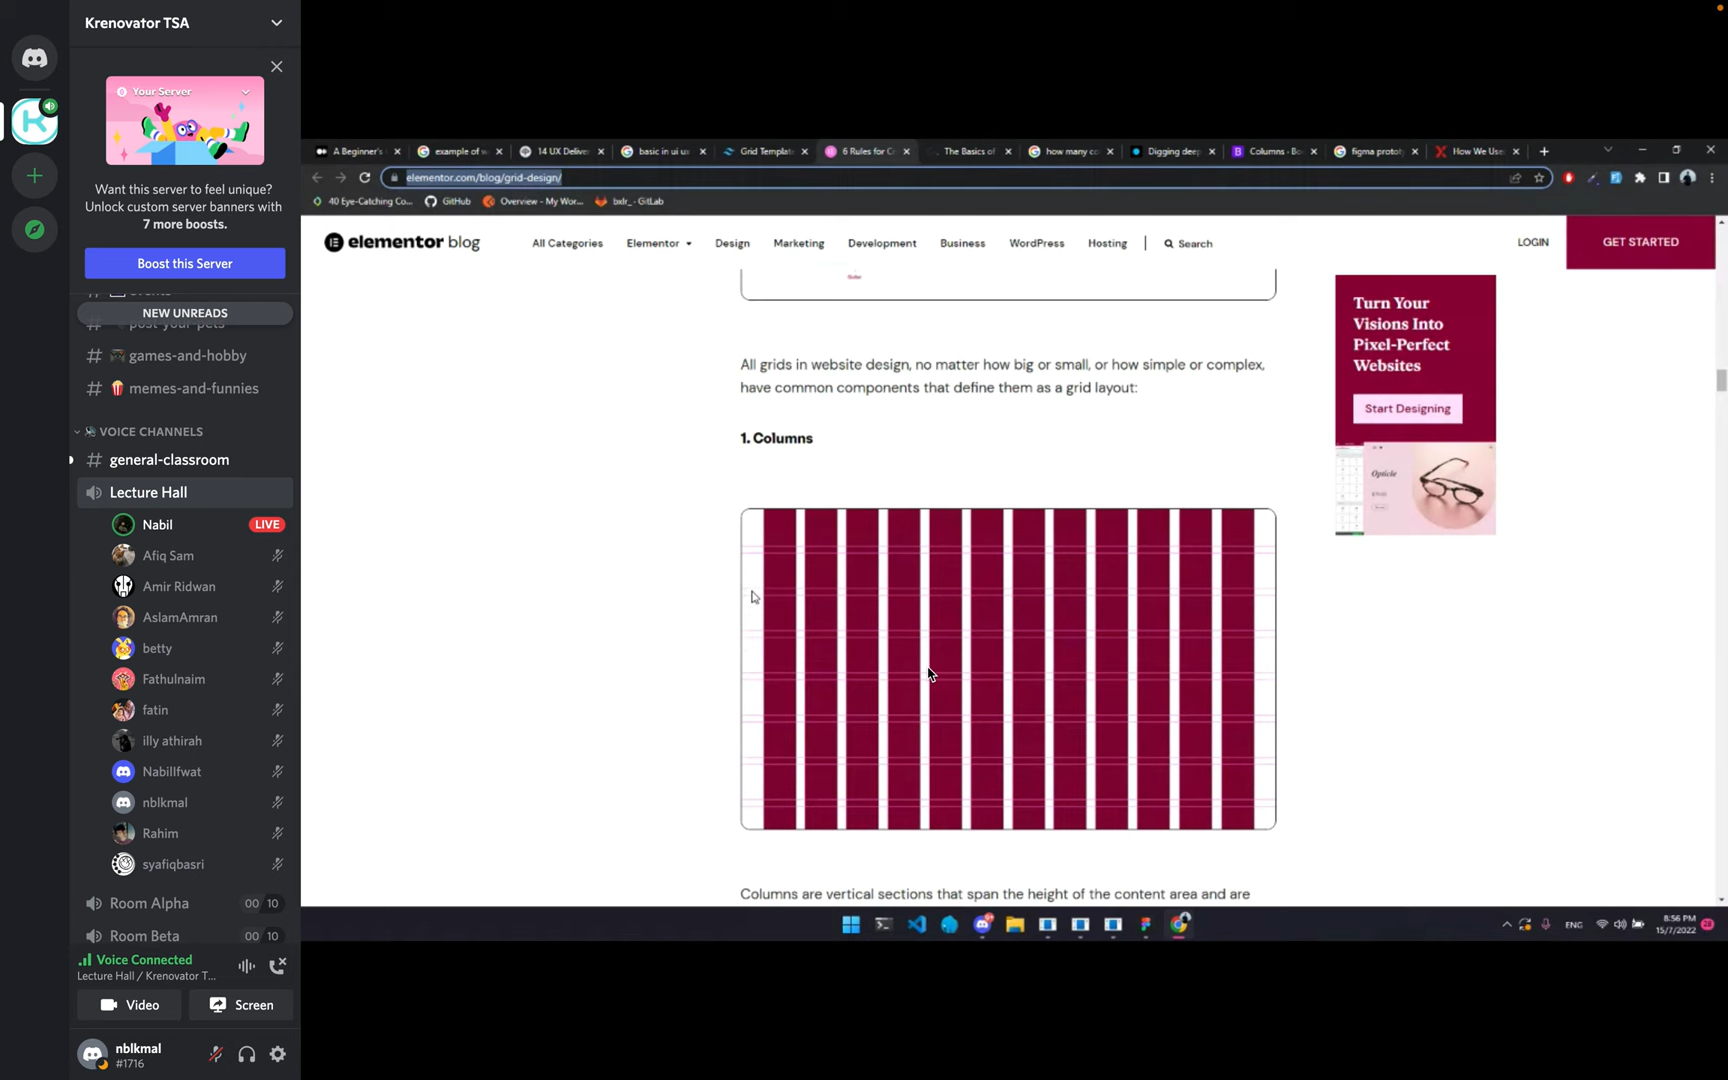 Krenovator TSA
Your Server
Want this server to feel unique?
Unlock custom server banners with
7 more boosts.
Boost this Server
NEW UNREADS
# post-your-pets
# games-and-hobby
# memes-and-funnies
VOICE CHANNELS
# general-classroom
Lecture Hall
Nabil LIVE
Afiq Sam
Amir Ridwan
AslamAmran
betty
Fathulnaim
fatin
illy athirah
NabilIfwat
nblkmal
Rahim
syafiqbasri
Room Alpha 00 10
Room Beta 00 10
Voice Connected
Lecture Hall / Krenovator T...
Video Screen
nblkmal
#1716
A Beginner's example of w 14 UX Delive basic in ui ux Grid Templat 6 Rules for C The Basics of how many co Digging deep Columns - Bo figma protot How We Use
elementor.com/blog/grid-design/
40 Eye-Catching Co... GitHub Overview - My Wor... bxlr_ · GitLab
elementor blog All Categories Elementor Design Marketing Development Business WordPress Hosting Search LOGIN GET STARTED
All grids in website design, no matter how big or small, or how simple or complex,
have common components that define them as a grid layout:
1. Columns
Columns are vertical sections that span the height of the content area and are
Turn Your
Visions Into
Pixel-Perfect
Websites
Start Designing
Opticle
ENG 8:56 PM
15/7/2022